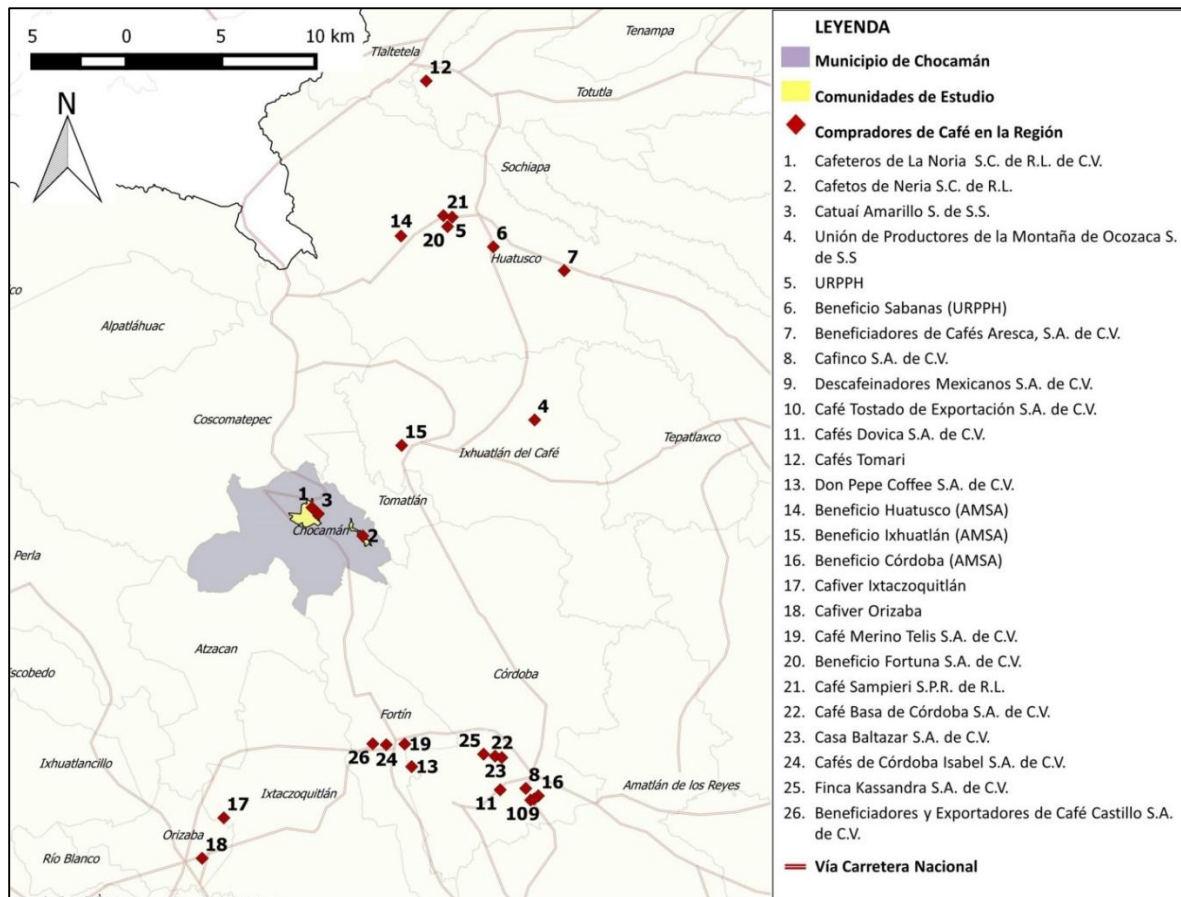 5 0 5 10 km
N
Tlaltetela
Tenampa
12
Totutla
Sochiapa
21
14
20
5
6
Huatusco
7
co
Alpatláhuac
4
Coscomatepec
15
Ixhuatlán del Café
Tepatlaxco
1
3
Tomatlán
Chocamán
2
Perla
Atzacan
Escobedo
Córdoba
Fortín
26
24
19
13
25
22
23
8
16
11
109
Amatlán de los Reyes
Ixhuatlancillo
Ixtaczoquitlán
17
Orizaba
18
Río Blanco
LEYENDA
Municipio de Chocamán
Comunidades de Estudio
Compradores de Café en la Región
1. Cafeteros de La Noria S.C. de R.L. de C.V.
2. Cafetos de Neria S.C. de R.L.
3. Catuaí Amarillo S. de S.S.
4. Unión de Productores de la Montaña de Ocozaca S.
de S.S
5. URPPH
6. Beneficio Sabanas (URPPH)
7. Beneficiadores de Cafés Aresca, S.A. de C.V.
8. Cafinco S.A. de C.V.
9. Descafeinadores Mexicanos S.A. de C.V.
10. Café Tostado de Exportación S.A. de C.V.
11. Cafés Dovica S.A. de C.V.
12. Cafés Tomari
13. Don Pepe Coffee S.A. de C.V.
14. Beneficio Huatusco (AMSA)
15. Beneficio Ixhuatlán (AMSA)
16. Beneficio Córdoba (AMSA)
17. Cafiver Ixtaczoquitlán
18. Cafiver Orizaba
19. Café Merino Telis S.A. de C.V.
20. Beneficio Fortuna S.A. de C.V.
21. Café Sampieri S.P.R. de R.L.
22. Café Basa de Córdoba S.A. de C.V.
23. Casa Baltazar S.A. de C.V.
24. Cafés de Córdoba Isabel S.A. de C.V.
25. Finca Kassandra S.A. de C.V.
26. Beneficiadores y Exportadores de Café Castillo S.A.
de C.V.
Vía Carretera Nacional